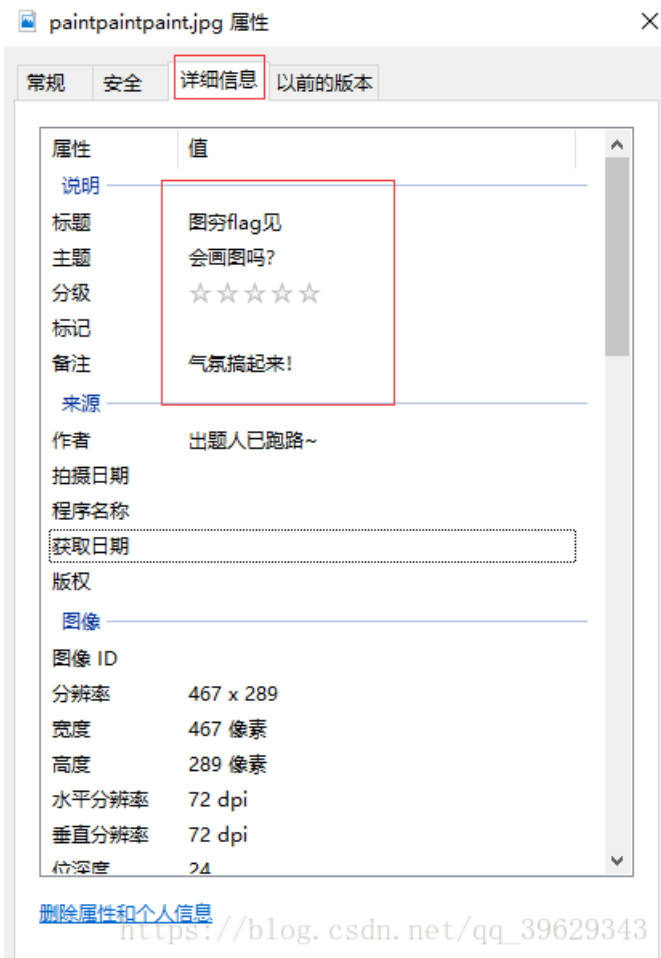 paintpaintpaint.jpg 属性
常规 安全 详细信息 以前的版本
属性 值
说明
标题 图穷flag见
主题 会画图吗?
分级
标记
备注 气氛搞起来!
来源
作者 出题人已跑路~
拍摄日期
程序名称
获取日期
版权
图像
图像 ID
分辨率 467 x 289
宽度 467 像素
高度 289 像素
水平分辨率 72 dpi
垂直分辨率 72 dpi
位深度 24
删除属性和个人信息
https://blog.csdn.net/qq_39629343